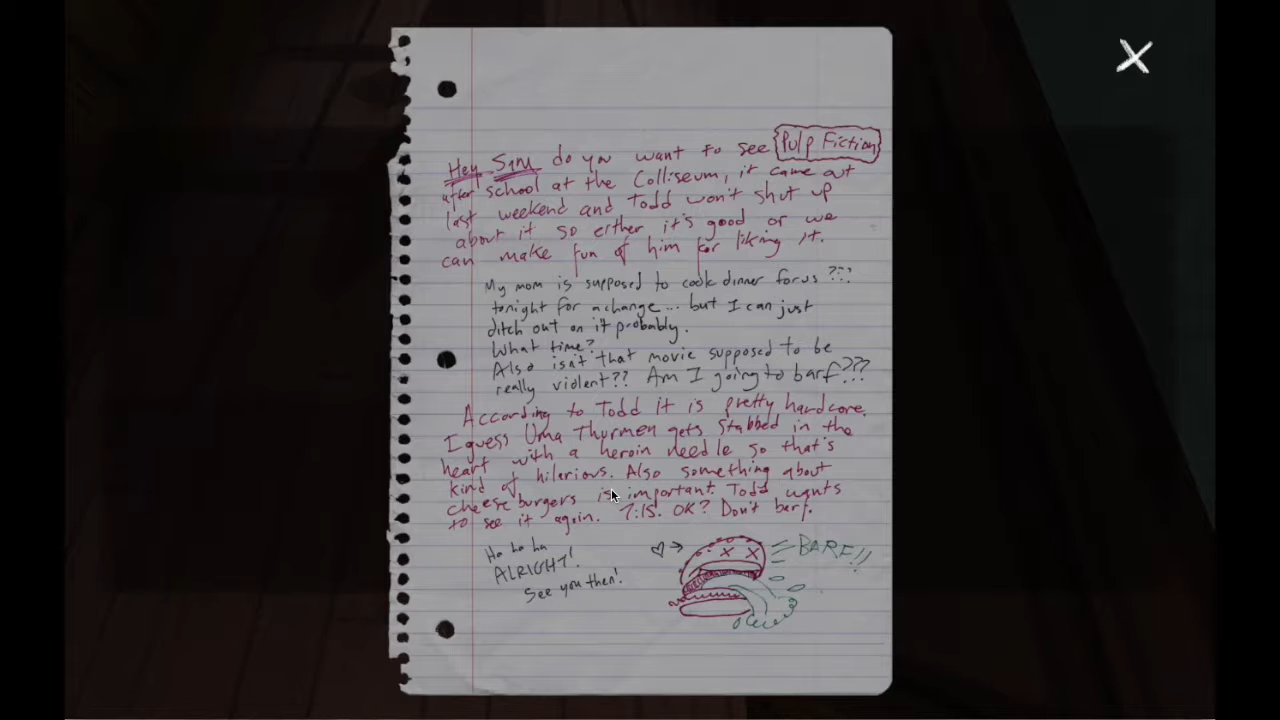 Hey Sam do you want to see Pulp Fiction
after school at the Colliseum, it came out
last weekend and Todd won't shut up
about it so either it's good or we
can make fun of him for liking it.
My mom is supposed to cook dinner for us ???
tonight for a change... but I can just
ditch out on it probably.
What time?
Also isn't that movie supposed to be
really violent?? Am I going to barf???
According to Todd it is pretty hardcore.
I guess Uma Thurmen gets stabbed in the
heart with a heroin needle so that's
kind of hilerious. Also something about
cheeseburgers is important. Todd wants
to see it again. 7:15. OK? Don't barf.
Ha ha ha
ALRIGHT!
See you then!
BARF!!